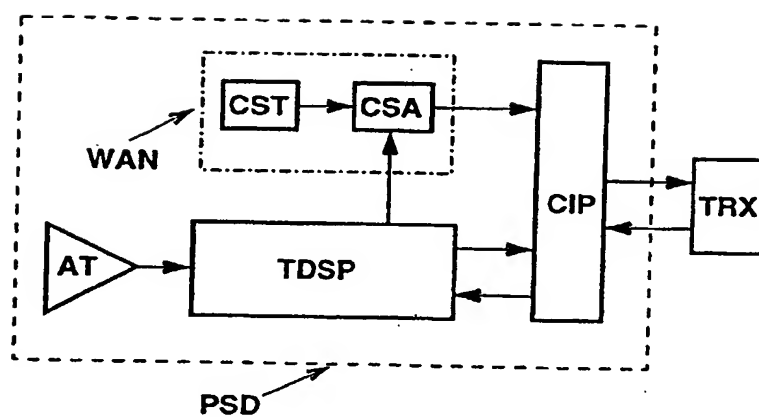 CST
CSA
WAN
CIP
TRX
AT
TDSP
PSD